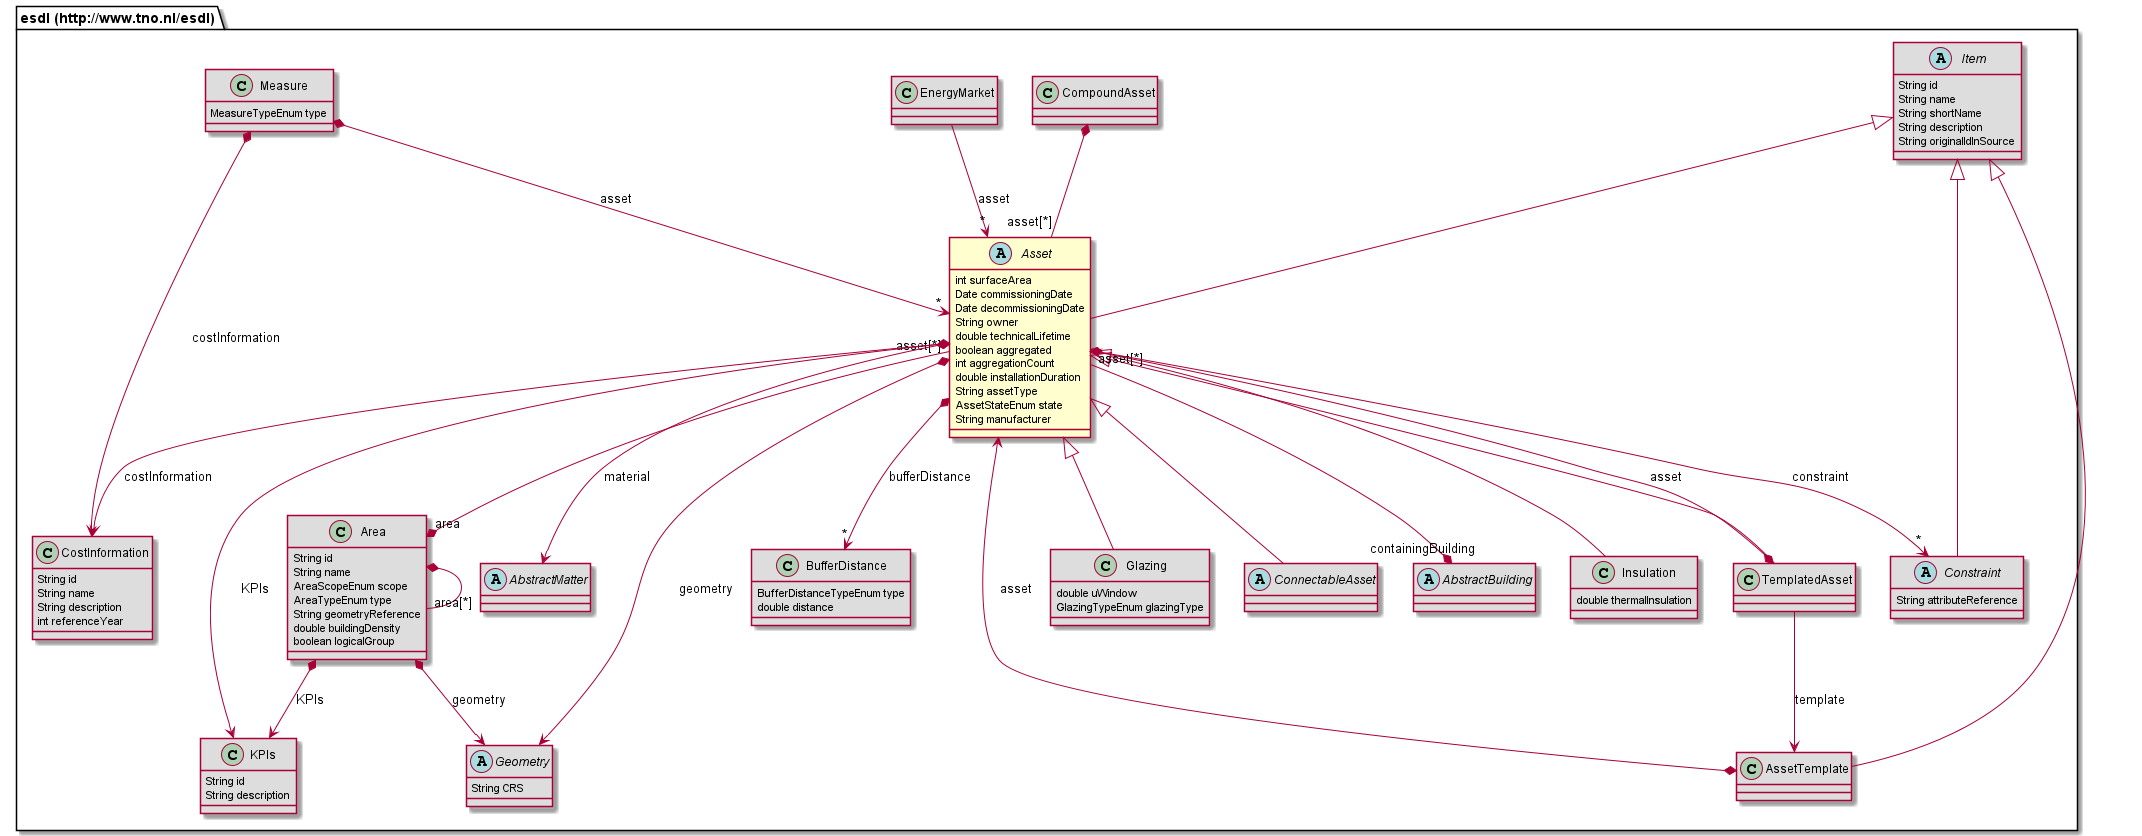 esdl (http://www.tno.nl/esdl)
C Measure
MeasureTypeEnum type
C EnergyMarket
C CompoundAsset
A Item
String id
String name
String shortName
String description
String originalIdInSource
asset
asset
*
asset[*]
A Asset
int surfaceArea
Date commissioningDate
Date decommissioningDate
String owner
double technicalLifetime
boolean aggregated
int aggregationCount
double installationDuration
String assetType
AssetStateEnum state
String manufacturer
*
costInformation
asset[*]
asset[*]
costInformation
material
bufferDistance
asset
constraint
area
*
containingBuilding
*
C CostInformation
String id
String name
String description
int referenceYear
C Area
String id
String name
AreaScopeEnum scope
AreaTypeEnum type
String geometryReference
double buildingDensity
boolean logicalGroup
area[*]
A AbstractMatter
C BufferDistance
BufferDistanceTypeEnum type
double distance
C Glazing
double uWindow
GlazingTypeEnum glazingType
A ConnectableAsset
A AbstractBuilding
C Insulation
double thermalInsulation
C TemplatedAsset
A Constraint
String attributeReference
KPIs
geometry
asset
KPIs
geometry
template
C KPIs
String id
String description
A Geometry
String CRS
C AssetTemplate